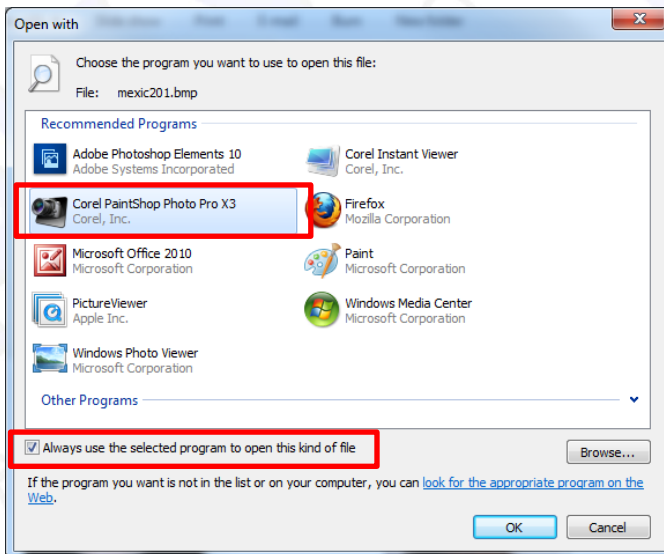 Open with
Choose the program you want to use to open this file:
File: mexic201.bmp
Recommended Programs
Adobe Photoshop Elements 10
Adobe Systems Incorporated
Corel Instant Viewer
Corel, Inc.
Corel PaintShop Photo Pro X3
Corel, Inc.
Firefox
Mozilla Corporation
Microsoft Office 2010
Microsoft Corporation
Paint
Microsoft Corporation
PictureViewer
Apple Inc.
Windows Media Center
Microsoft Corporation
Windows Photo Viewer
Microsoft Corporation
Other Programs
Always use the selected program to open this kind of file
Browse...
If the program you want is not in the list or on your computer, you can look for the appropriate program on the
Web.
OK
Cancel